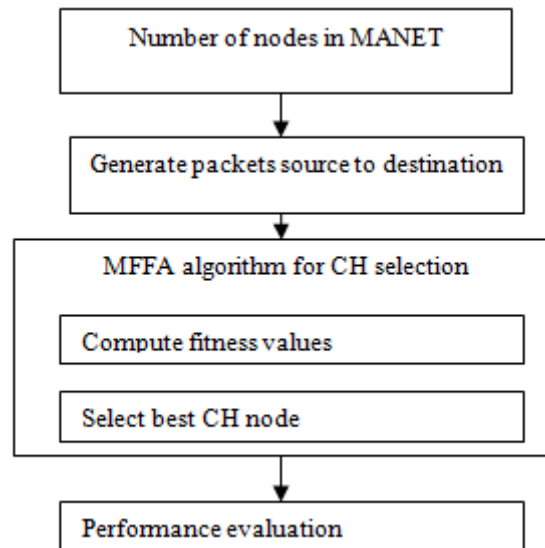 Number of nodes in MANET
Generate packets source to destination
MFFA algorithm for CH selection
Compute fitness values
Select best CH node
Performance evaluation